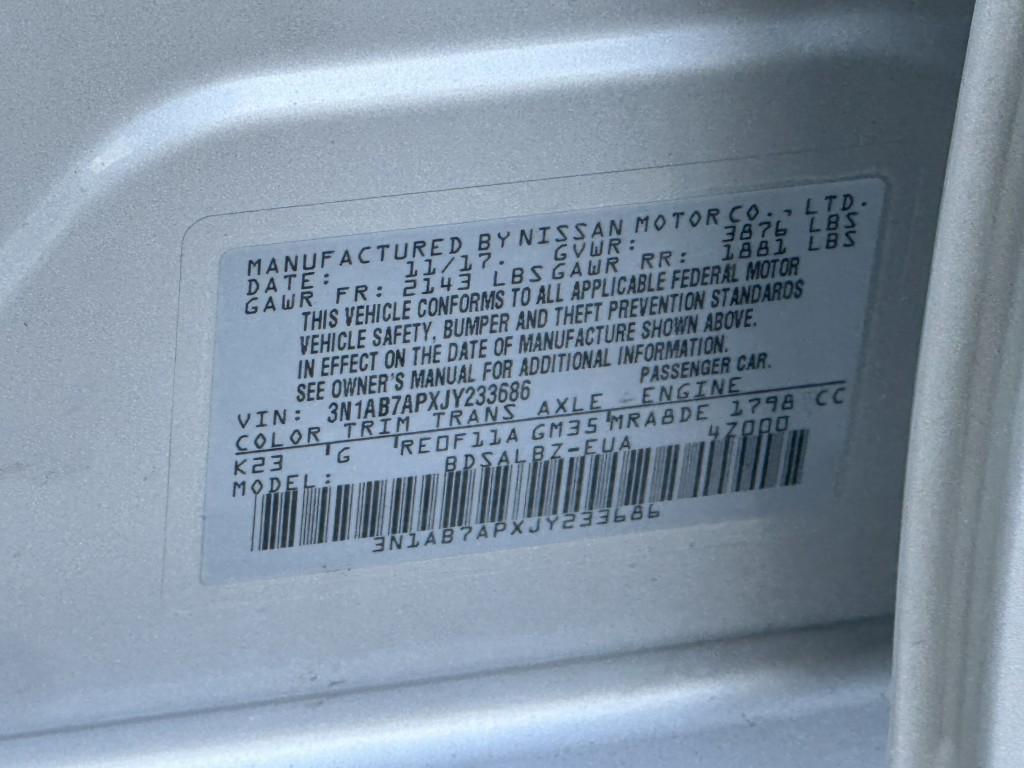 MANUFACTURED BY NISSAN MOTOR CO., LTD.
DATE: 11/17. GVWR: 3876 LBS
GAWR FR: 2143 LBS GAWR RR: 1881 LBS
THIS VEHICLE CONFORMS TO ALL APPLICABLE FEDERAL MOTOR
VEHICLE SAFETY, BUMPER AND THEFT PREVENTION STANDARDS
IN EFFECT ON THE DATE OF MANUFACTURE SHOWN ABOVE.
SEE OWNER'S MANUAL FOR ADDITIONAL INFORMATION.
VIN: 3N1AB7APXJY233686 PASSENGER CAR.
COLOR TRIM TRANS AXLE ENGINE
K23 G RE0F11A GM35 MRA8DE 1798 CC
MODEL: BDSALBZ-EUA 4Z000
3N1AB7APXJY233686